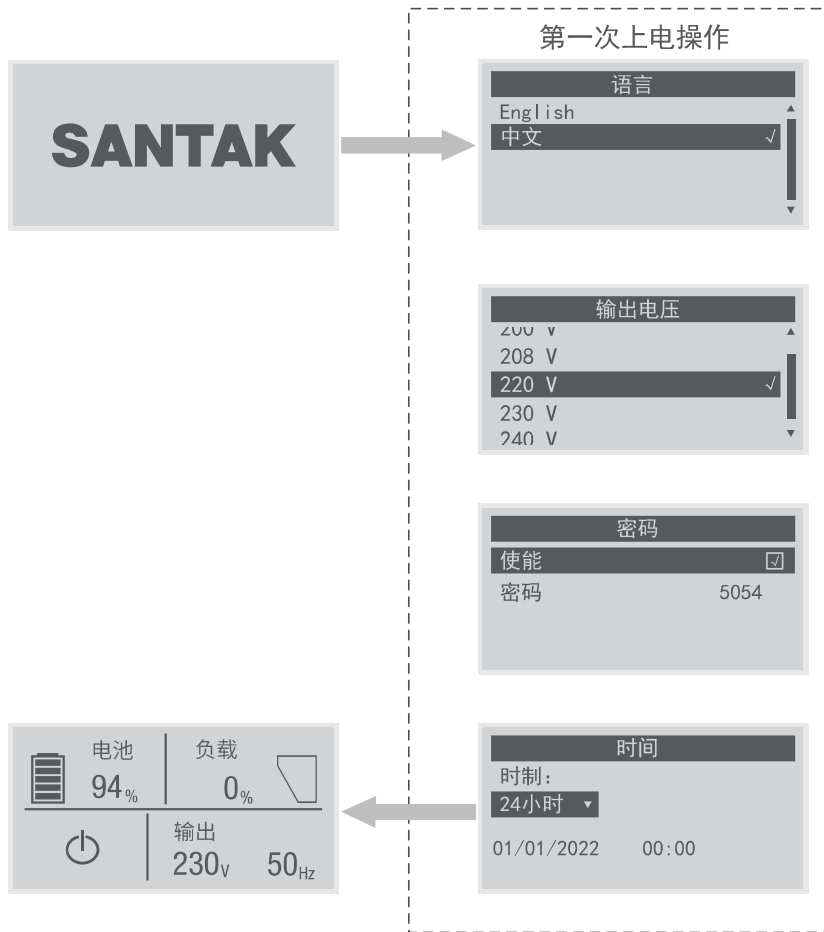 第一次上电操作
SANTAK
语言
English
中文 √
输出电压
200 V
208 V
220 V √
230 V
240 V
密码
使能 √
密码 5054
时间
时制：
24小时
01/01/2022 00:00
电池 负载
94% 0%
输出
230V 50Hz